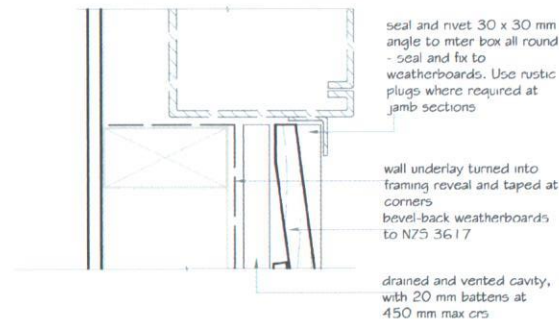 seal and rivet 30 x 30 mm
angle to mter box all round
- seal and fix to
weatherboards. Use rustic
plugs where required at
jamb sections
wall underlay turned into
framing reveal and taped at
corners
bevel-back weatherboards
to NZS 3617
drained and vented cavity,
with 20 mm battens at
450 mm max crs